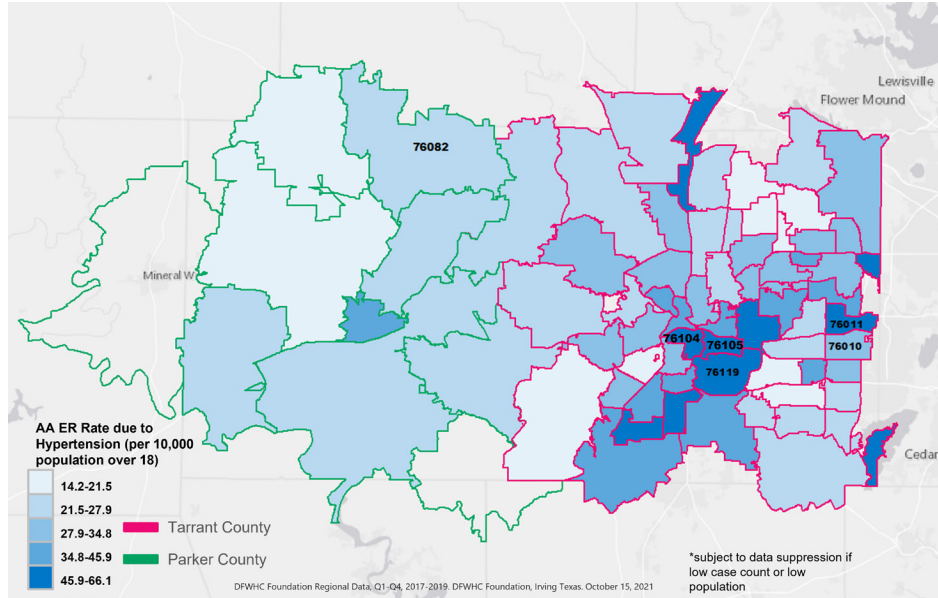 Lewisville
Flower Mound
76082
Mineral W
76011
76104
76105
76010
76119
AA ER Rate due to
Hypertension (per 10,000
population over 18)
Cedar
14.2-21.5
21.5-27.9
27.9-34.8
34.8-45.9
45.9-66.1
Tarrant County
Parker County
*subject to data suppression if
low case count or low
population
DFWHC Foundation Regional Data, Q1-Q4, 2017-2019. DFWHC Foundation, Irving Texas. October 15, 2021